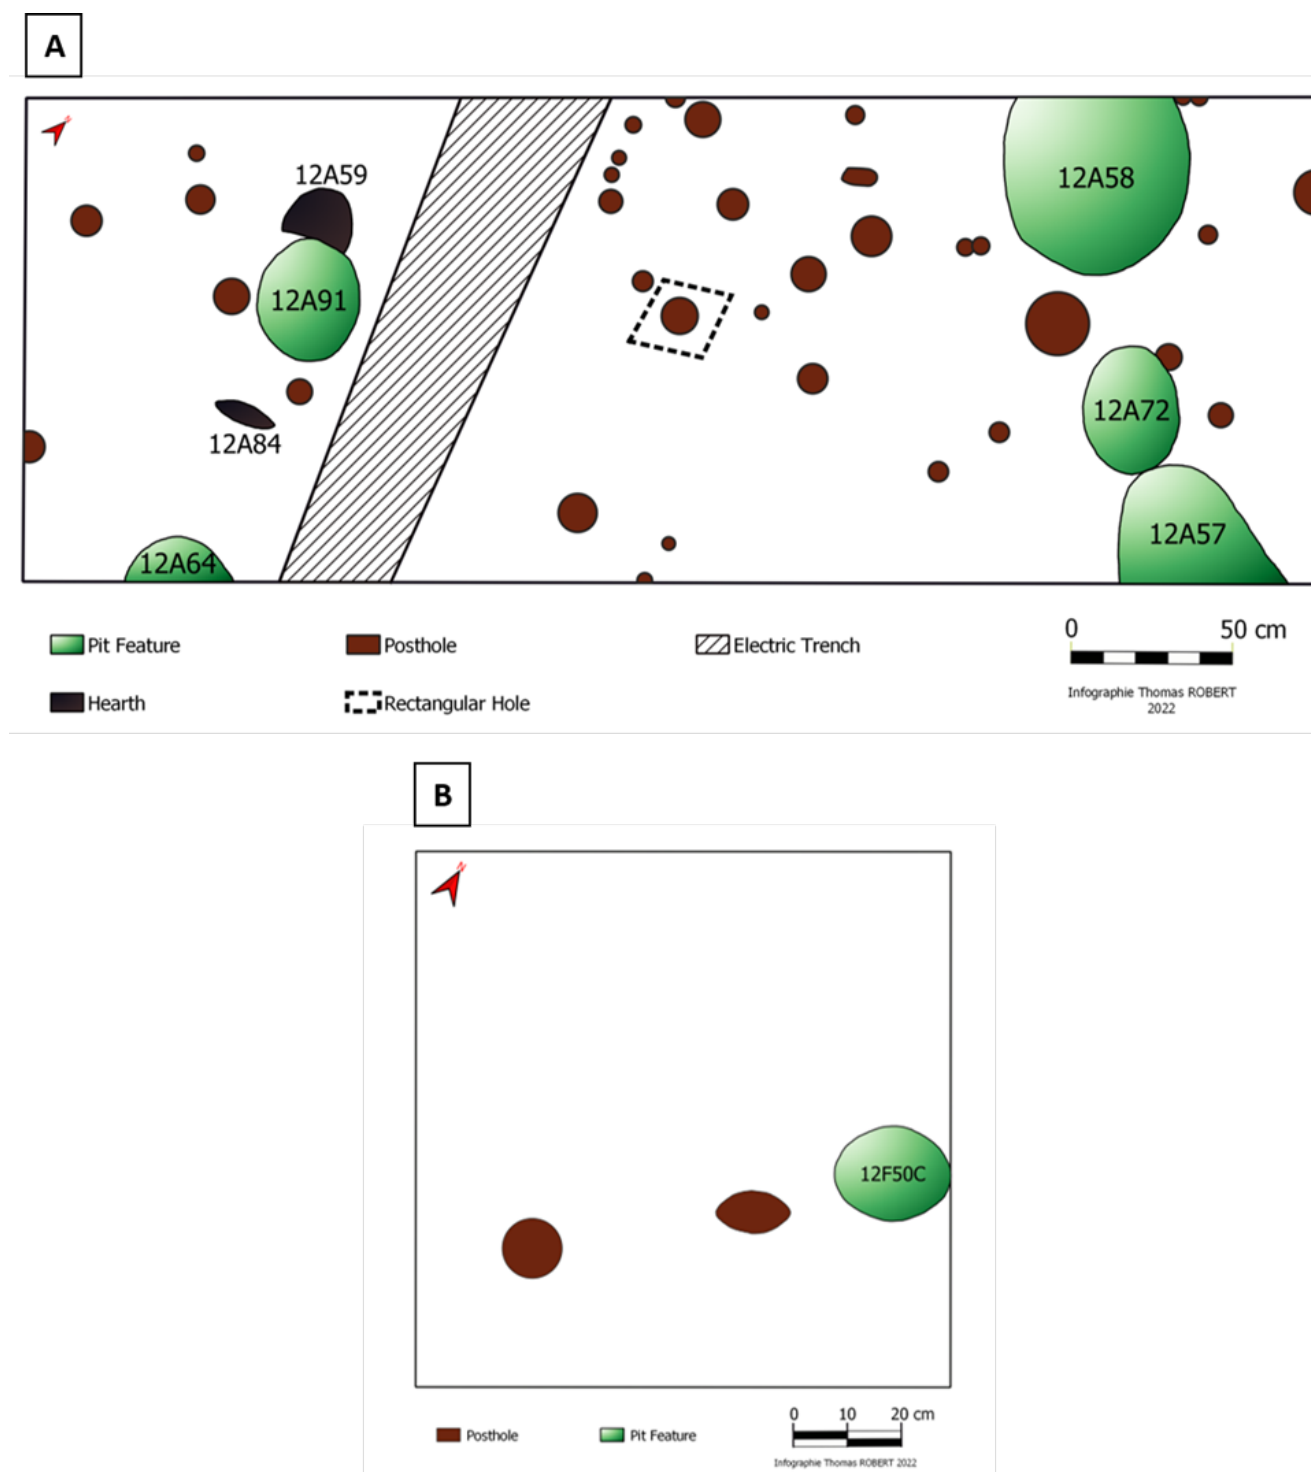 A
N
12A59
12A58
12A91
12A72
12A84
12A57
12A64
0 50 cm
Pit Feature Posthole Electric Trench
Hearth Rectangular Hole
Infographie Thomas ROBERT
2022
B
N
12F50C
0 10 20 cm
Posthole Pit Feature
Infographie Thomas ROBERT 2022